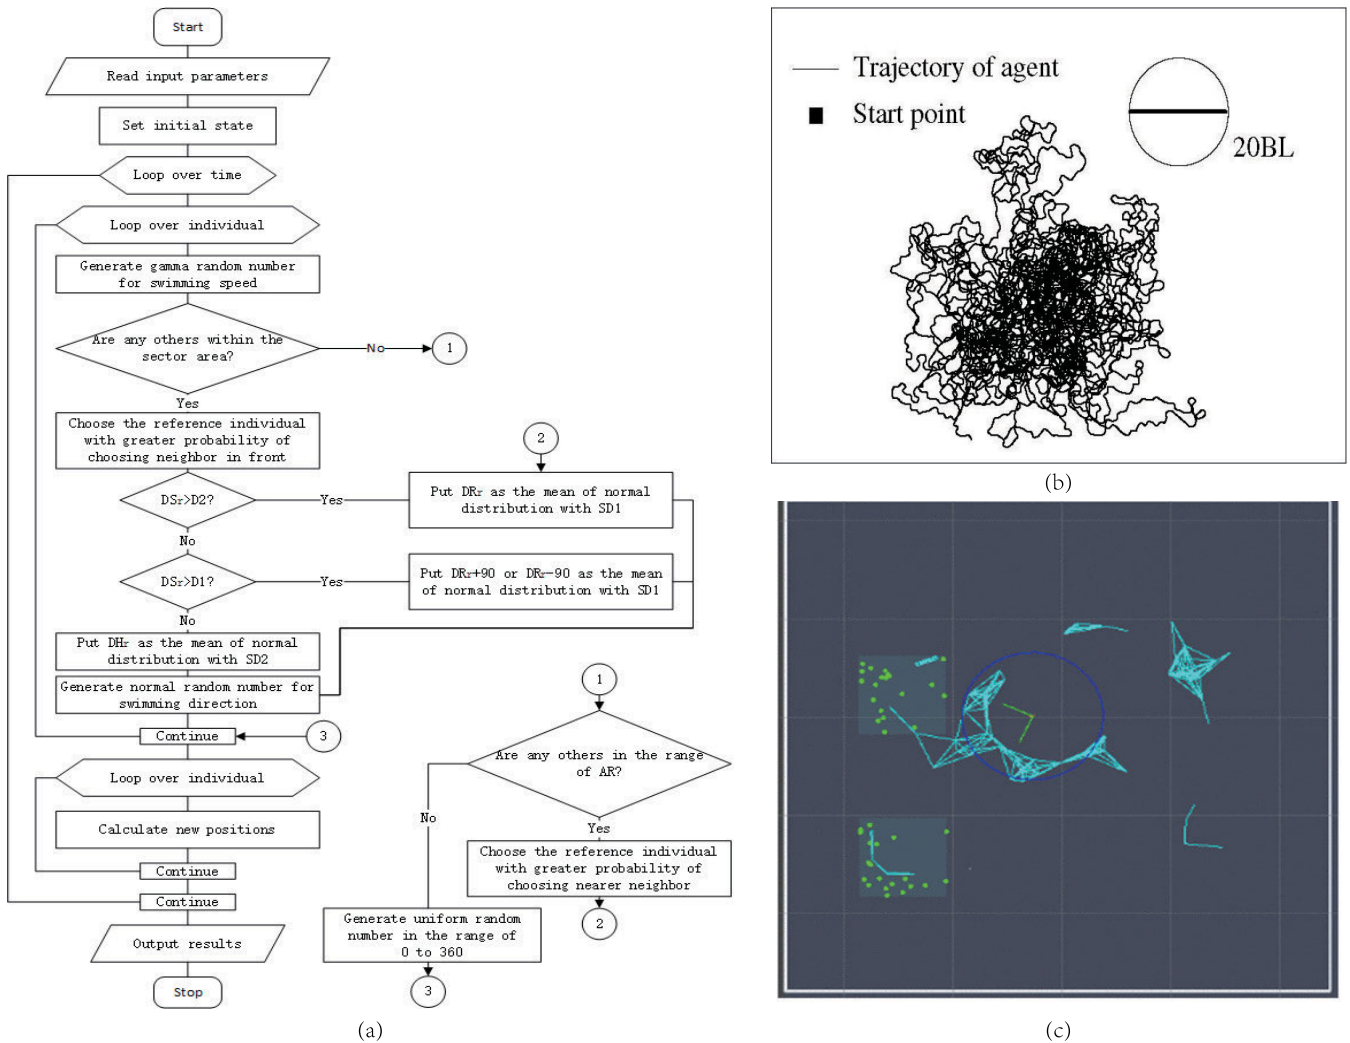 Start
Read input parameters
Set initial state
Loop over time
Loop over individual
Generate gamma random number
for swimming speed
Are any others within the
sector area?
No
1
Yes
Choose the reference individual
with greater probability of
choosing neighbor in front
DSr>D2?
Yes
2
Put DRr as the mean of normal
distribution with SD1
No
DSr>D1?
Yes
Put DRr+90 or DRr−90 as the mean
of normal distribution with SD1
No
Put DHr as the mean of normal
distribution with SD2
Generate normal random number for
swimming direction
Continue
3
Loop over individual
Calculate new positions
Continue
Continue
Output results
Stop
1
Are any others in the range
of AR?
No
Yes
Choose the reference individual
with greater probability of
choosing nearer neighbor
2
Generate uniform random
number in the range of
0 to 360
3
(a)
Trajectory of agent
Start point
20BL
(b)
(c)